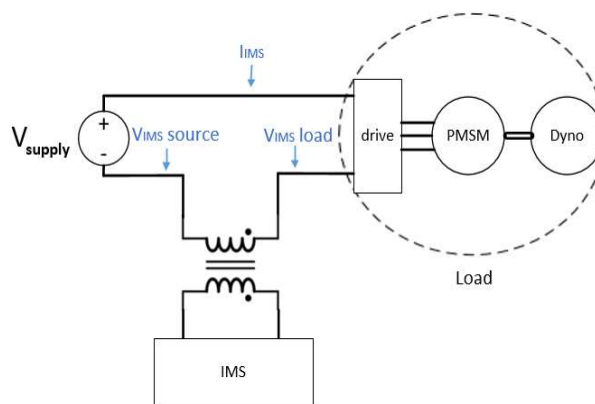 IIMS
+
-
Vsupply
VIMS source
VIMS load
drive
PMSM
Dyno
Load
IMS